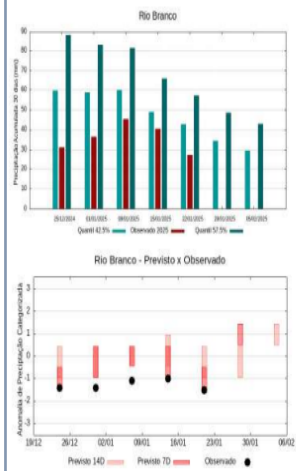 Rio Branco
Precipitação Acumulada 30 dias (mm)
90
80
70
60
50
40
30
20
10
0
25/12/2024 01/01/2025 08/01/2025 15/01/2025 22/01/2025 29/01/2025 05/02/2025
Quantil 42.5% Observado 2025 Quantil 57.5%
Rio Branco - Previsto x Observado
Anomalia de Precipitação Categorizada
3
2
1
0
-1
-2
-3
19/12 26/12 02/01 09/01 16/01 23/01 30/01 06/02
Previsto 14D Previsto 7D Observado